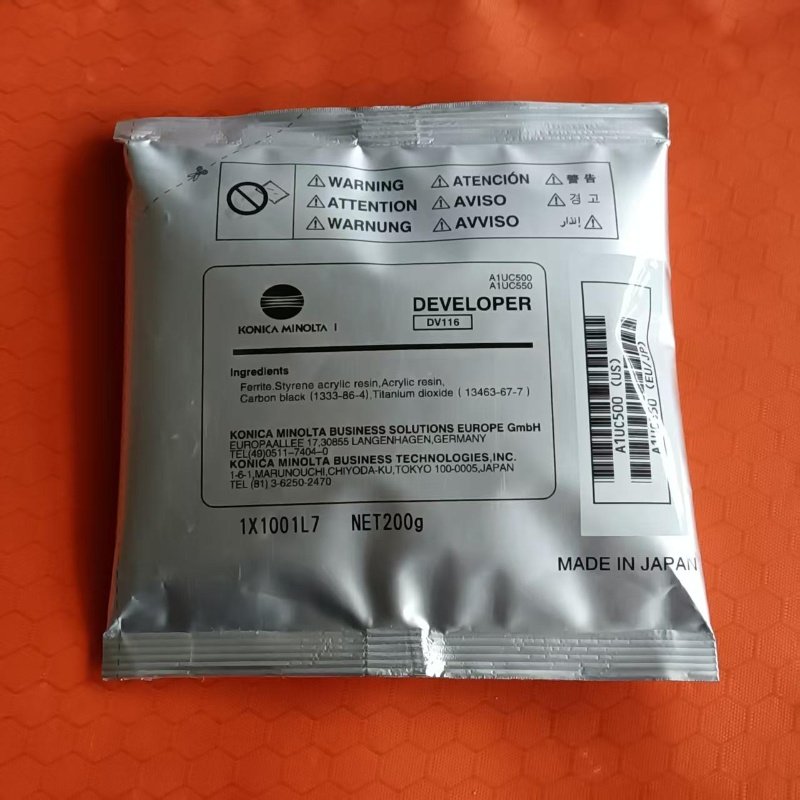 WARNING ATENCIÓN 警告
ATTENTION AVISO 경고
WARNUNG AVVISO إنذار
A1UC500
A1UC550
KONICA MINOLTA
DEVELOPER
DV116
Ingredients
Ferrite,Styrene acrylic resin,Acrylic resin,
Carbon black (1333-86-4),Titanium dioxide (13463-67-7)
KONICA MINOLTA BUSINESS SOLUTIONS EUROPE GmbH
EUROPAALLEE 17,30855 LANGENHAGEN,GERMANY
TEL(49)0511-7404-0
KONICA MINOLTA BUSINESS TECHNOLOGIES,INC.
1-6-1,MARUNOUCHI,CHIYODA-KU,TOKYO 100-0005,JAPAN
TEL (81) 3-6250-2470
1X1001L7 NET200g
A1UC500 (US)
(EU/JP)
MADE IN JAPAN